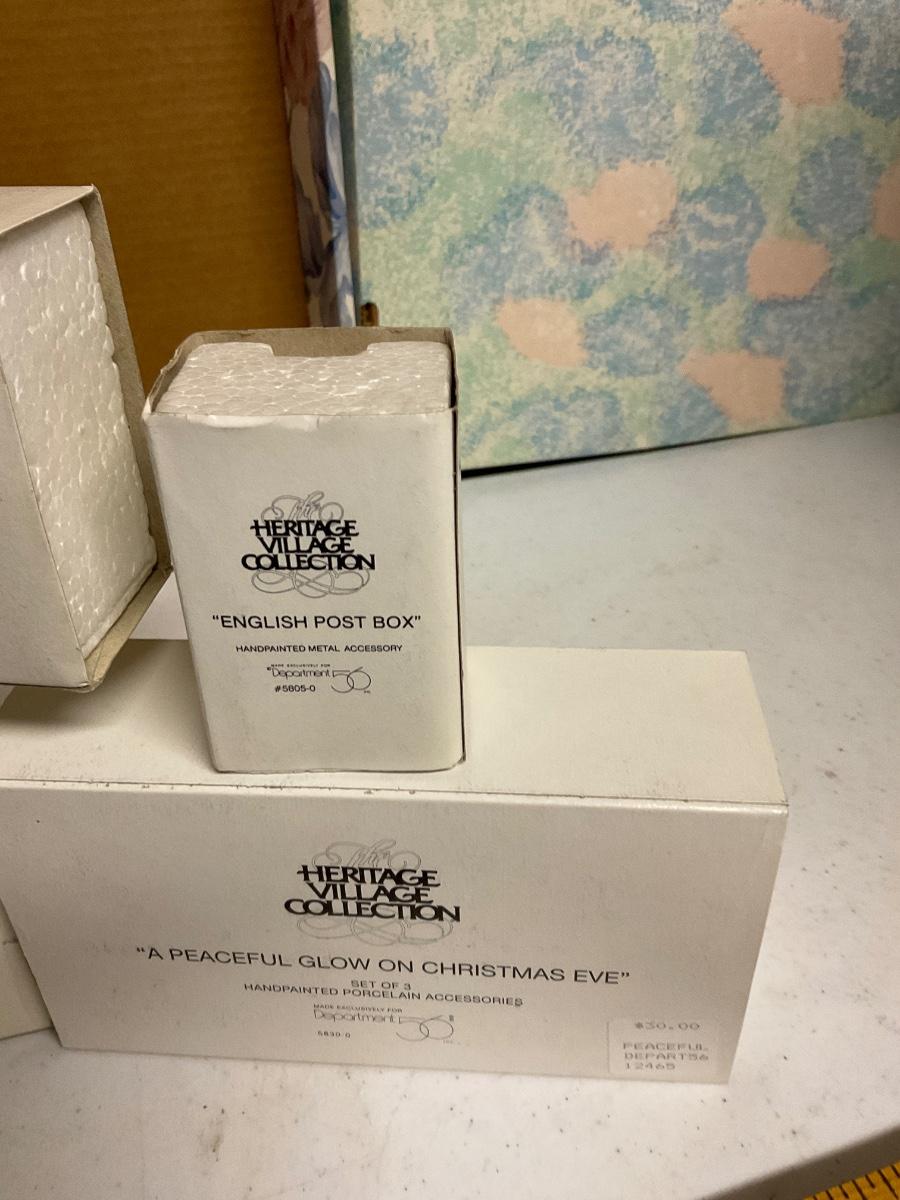 The
HERITAGE
VILLAGE
COLLECTION
"ENGLISH POST BOX"
HANDPAINTED METAL ACCESSORY
MADE EXCLUSIVELY FOR
Department 56
#5805-0
The
HERITAGE
VILLAGE
COLLECTION
"A PEACEFUL GLOW ON CHRISTMAS EVE"
SET OF 3
HANDPAINTED PORCELAIN ACCESSORIES
MADE EXCLUSIVELY FOR
Department 56
5830-0
$30.00
PEACEFUL
DEPART56
12465